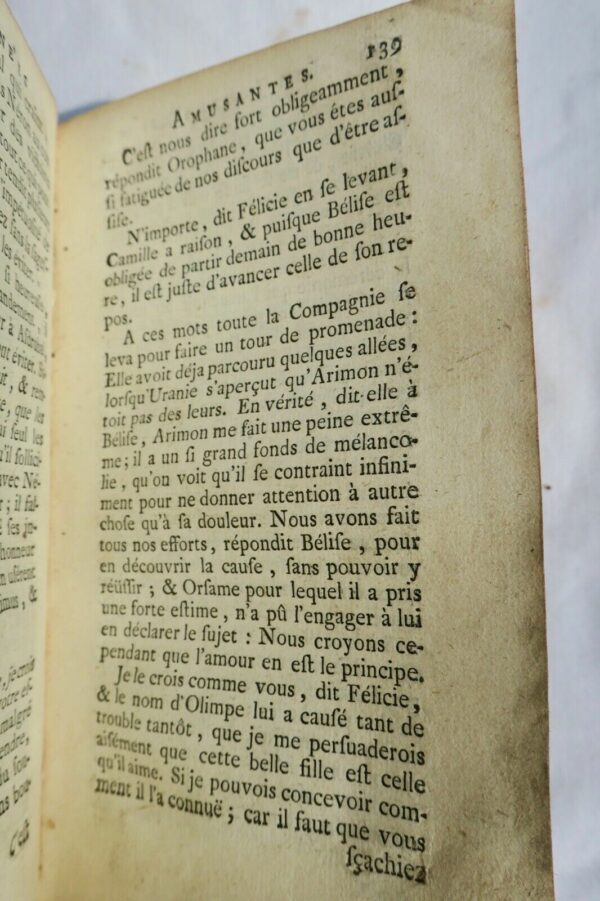 NÉES
AMUSANTES. 139
C'eſt nous dire fort obligeamment,
répondit Orophane, que vous étes auſ-
ſi fatiguée de nos diſcours que d'être aſ-
ſiſe.
N'importe, dit Félicie en ſe levant,
Camille a raiſon, & puiſque Béliſe eſt
obligée de partir demain de bonne heu-
re, il eſt juſte d'avancer celle de ſon re-
pos.
A ces mots toute la Compagnie ſe
leva pour faire un tour de promenade :
Elle avoit déja parcouru quelques allées,
lorſqu'Uranie s'aperçut qu'Arimon n'é-
toit pas des leurs. En vérité, dit-elle à
Béliſe, Arimon me fait une peine extrê-
me; il a un ſi grand fonds de mélanco-
lie, qu'on voit qu'il ſe contraint infini-
ment pour ne donner attention à autre
choſe qu'à ſa douleur. Nous avons fait
tous nos efforts, répondit Béliſe, pour
en découvrir la cauſe, ſans pouvoir y
réüſſir; & Orſame pour lequel il a pris
une forte eſtime, n'a pû l'engager à lui
en déclarer le ſujet : Nous croyons ce-
pendant que l'amour en eſt le principe.
Je le crois comme vous, dit Félicie,
& le nom d'Olimpe lui a cauſé tant de
trouble tantôt, que je me perſuaderois
aiſément que cette belle fille eſt celle
qu'il aime. Si je pouvois concevoir com-
ment il l'a connuë; car il faut que vous
ſçachiez